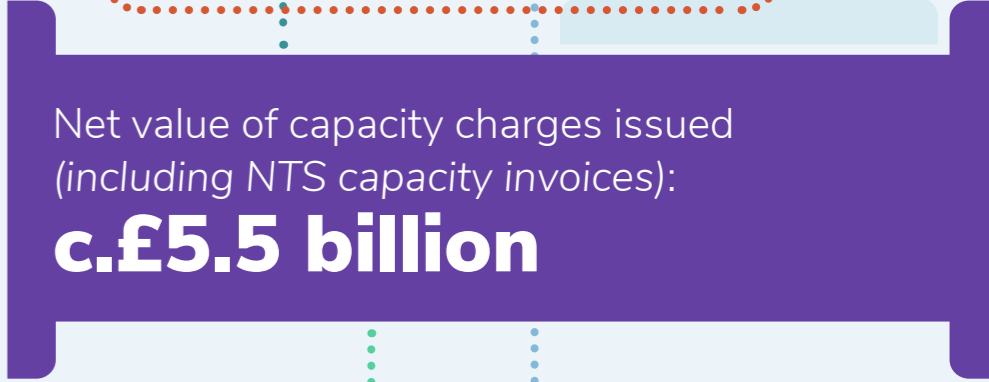 Net value of capacity charges issued
(including NTS capacity invoices):
c.£5.5 billion